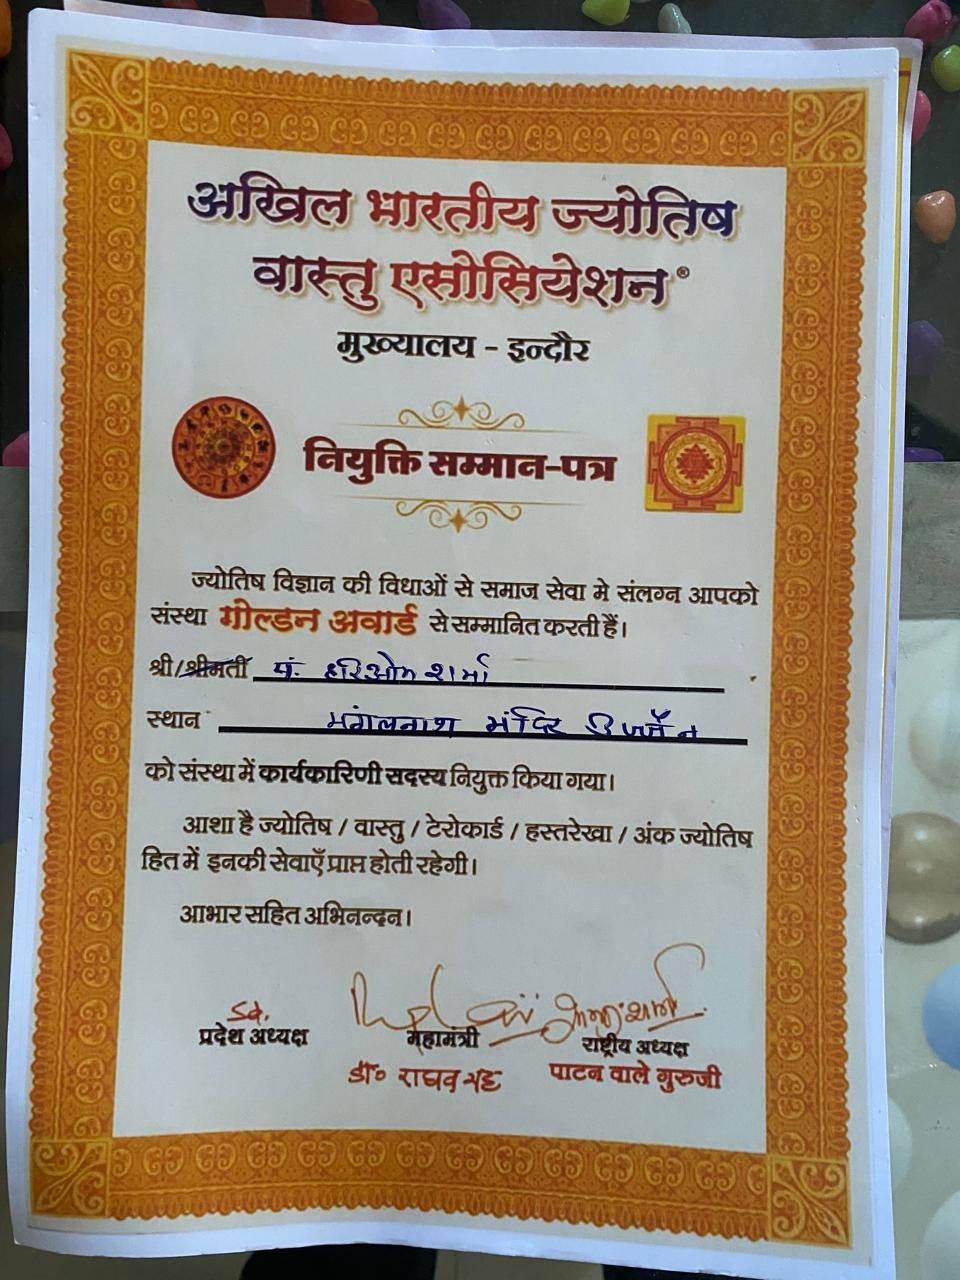 अखिल भारतीय ज्योतिष
वास्तु एसोसियेशन®
मुख्यालय - इन्दौर
नियुक्ति सम्मान-पत्र
ज्योतिष विज्ञान की विधाओं से समाज सेवा मे संलग्न आपको
संस्था गोल्डन अवार्ड से सम्मानित करती हैं।
श्री/श्रीमती पं. हरिओम शर्मा
स्थान मंगलनाथ मंदिर उज्जैन
को संस्था में कार्यकारिणी सदस्य नियुक्त किया गया।
आशा है ज्योतिष / वास्तु / टेरोकार्ड / हस्तरेखा / अंक ज्योतिष
हित में इनकी सेवाएँ प्राप्त होती रहेगी।
आभार सहित अभिनन्दन।
Sd.
प्रदेश अध्यक्ष
महामंत्री
राष्ट्रीय अध्यक्ष
डॉ० राघव भट्ट
पाटन वाले गुरुजी